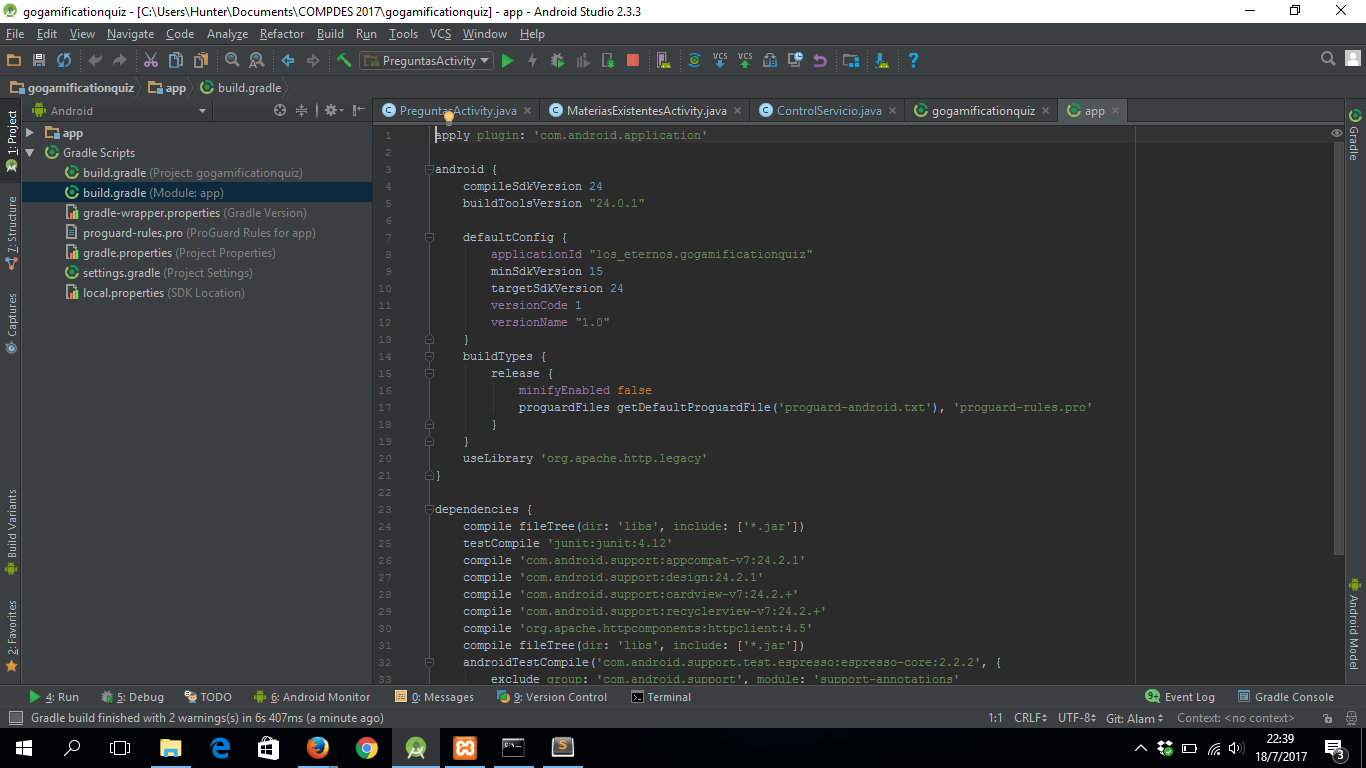 gogamificationquiz - [C:\Users\Hunter\Documents\COMPDES 2017\gogamificationquiz] - app - Android Studio 2.3.3
File Edit View Navigate Code Analyze Refactor Build Run Tools VCS Window Help
PreguntasActivity VCS VCS
gogamificationquiz app build.gradle
Android
PreguntasActivity.java MateriasExistentesActivity.java ControlServicio.java gogamificationquiz app
1: Project
7: Structure
Captures
Build Variants
2: Favorites
app
Gradle Scripts
build.gradle (Project: gogamificationquiz)
build.gradle (Module: app)
gradle-wrapper.properties (Gradle Version)
proguard-rules.pro (ProGuard Rules for app)
gradle.properties (Project Properties)
settings.gradle (Project Settings)
local.properties (SDK Location)
1 apply plugin: 'com.android.application'
2
3 android {
4 compileSdkVersion 24
5 buildToolsVersion "24.0.1"
6
7 defaultConfig {
8 applicationId "los_eternos.gogamificationquiz"
9 minSdkVersion 15
10 targetSdkVersion 24
11 versionCode 1
12 versionName "1.0"
13 }
14 buildTypes {
15 release {
16 minifyEnabled false
17 proguardFiles getDefaultProguardFile('proguard-android.txt'), 'proguard-rules.pro'
18 }
19 }
20 useLibrary 'org.apache.http.legacy'
21 }
22
23 dependencies {
24 compile fileTree(dir: 'libs', include: ['*.jar'])
25 testCompile 'junit:junit:4.12'
26 compile 'com.android.support:appcompat-v7:24.2.1'
27 compile 'com.android.support:design:24.2.1'
28 compile 'com.android.support:cardview-v7:24.2.+'
29 compile 'com.android.support:recyclerview-v7:24.2.+'
30 compile 'org.apache.httpcomponents:httpclient:4.5'
31 compile fileTree(dir: 'libs', include: ['*.jar'])
32 androidTestCompile('com.android.support.test.espresso:espresso-core:2.2.2', {
33 exclude group: 'com.android.support', module: 'support-annotations'
Gradle
Android Model
4: Run 5: Debug TODO 6: Android Monitor 0: Messages 9: Version Control Terminal 9+ Event Log Gradle Console
Gradle build finished with 2 warnings(s) in 6s 407ms (a minute ago) 1:1 CRLF UTF-8 Git: Alam Context: <no context>
22:39
18/7/2017
3